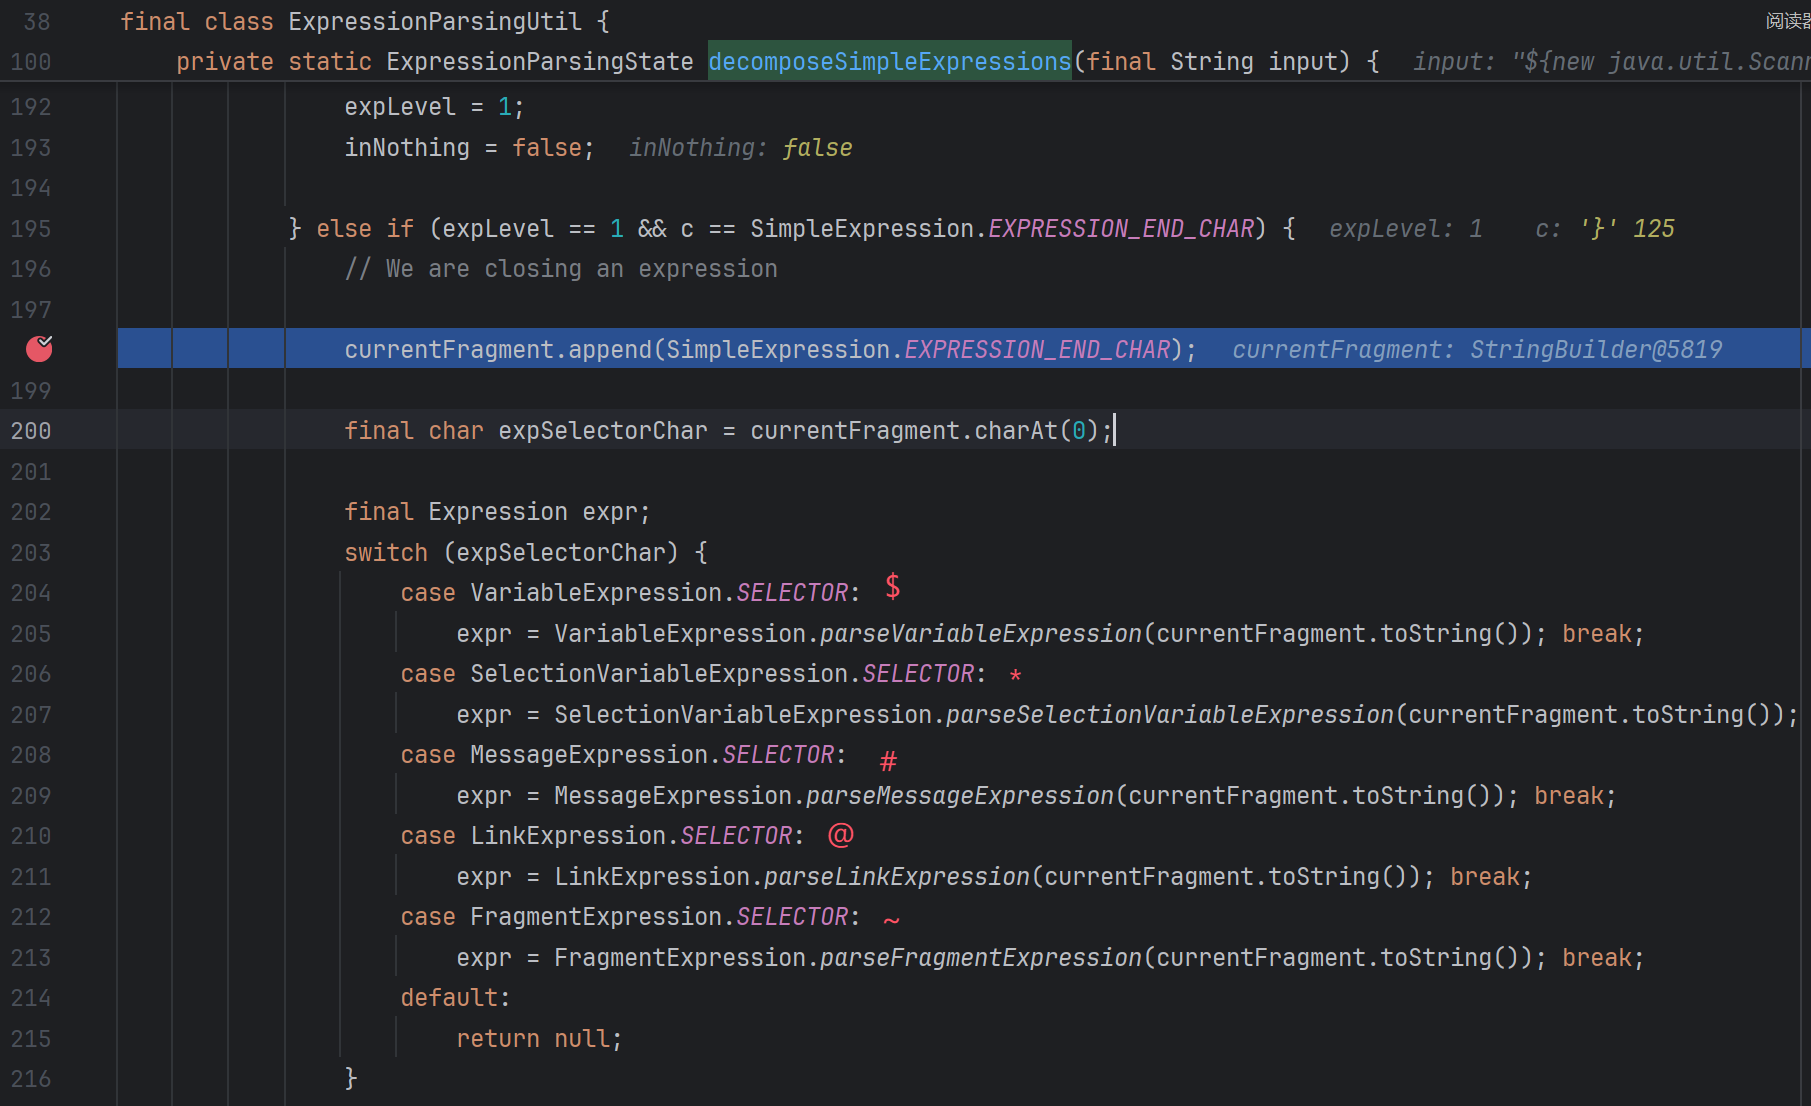 38 final class ExpressionParsingUtil {
阅读器
100 private static ExpressionParsingState decomposeSimpleExpressions(final String input) { input: "${new java.util.Scann
192 expLevel = 1;
193 inNothing = false; inNothing: false
194
195 } else if (expLevel == 1 && c == SimpleExpression.EXPRESSION_END_CHAR) { expLevel: 1 c: '}' 125
196 // We are closing an expression
197
currentFragment.append(SimpleExpression.EXPRESSION_END_CHAR); currentFragment: StringBuilder@5819
199
200 final char expSelectorChar = currentFragment.charAt(0);
201
202 final Expression expr;
203 switch (expSelectorChar) {
204 case VariableExpression.SELECTOR: $
205 expr = VariableExpression.parseVariableExpression(currentFragment.toString()); break;
206 case SelectionVariableExpression.SELECTOR: *
207 expr = SelectionVariableExpression.parseSelectionVariableExpression(currentFragment.toString());
208 case MessageExpression.SELECTOR: #
209 expr = MessageExpression.parseMessageExpression(currentFragment.toString()); break;
210 case LinkExpression.SELECTOR: @
211 expr = LinkExpression.parseLinkExpression(currentFragment.toString()); break;
212 case FragmentExpression.SELECTOR: ~
213 expr = FragmentExpression.parseFragmentExpression(currentFragment.toString()); break;
214 default:
215 return null;
216 }